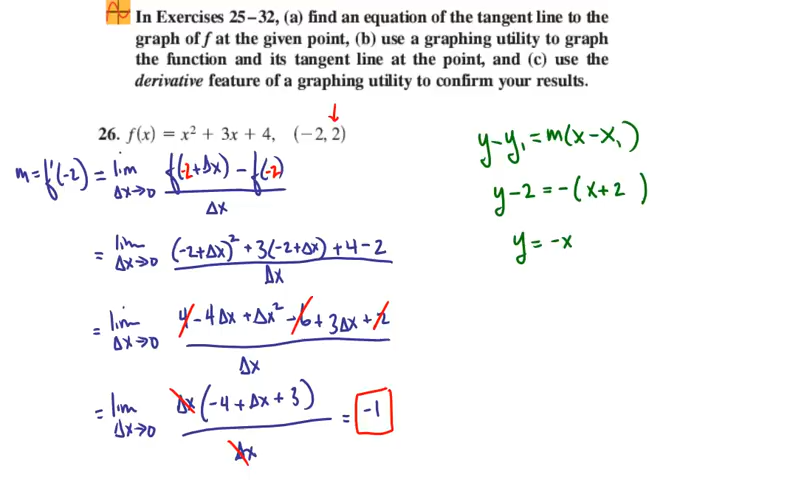 In Exercises 25–32, (a) find an equation of the tangent line to the
graph of f at the given point, (b) use a graphing utility to graph
the function and its tangent line at the point, and (c) use the
derivative feature of a graphing utility to confirm your results.
26. f(x) = x² + 3x + 4, (−2, 2)
m = f'(-2) = lim Δx→0 f(-2+Δx) - f(-2) / Δx
= lim Δx→0 (-2+Δx)² + 3(-2+Δx) + 4 - 2 / Δx
= lim Δx→0 4 - 4Δx + Δx² - 6 + 3Δx + 2 / Δx
= lim Δx→0 Δx(-4 + Δx + 3) / Δx = -1
y - y₁ = m(x - x₁)
y - 2 = -(x + 2)
y = -x